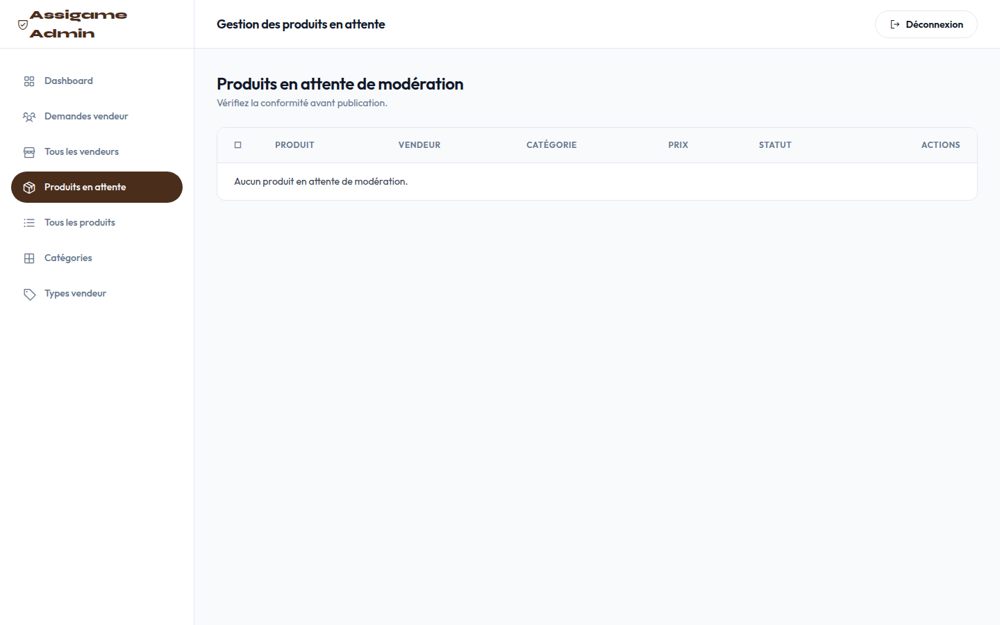 Assigame
Admin
Gestion des produits en attente
Déconnexion
Dashboard
Demandes vendeur
Tous les vendeurs
Produits en attente
Tous les produits
Catégories
Types vendeur
Produits en attente de modération
Vérifiez la conformité avant publication.
PRODUIT VENDEUR CATÉGORIE PRIX STATUT ACTIONS
Aucun produit en attente de modération.